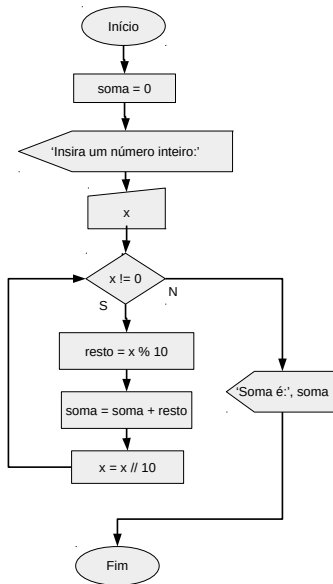 Início
soma = 0
'Insira um número inteiro:'
x
x != 0
S
N
resto = x % 10
soma = soma + resto
x = x // 10
'Soma é:', soma
Fim